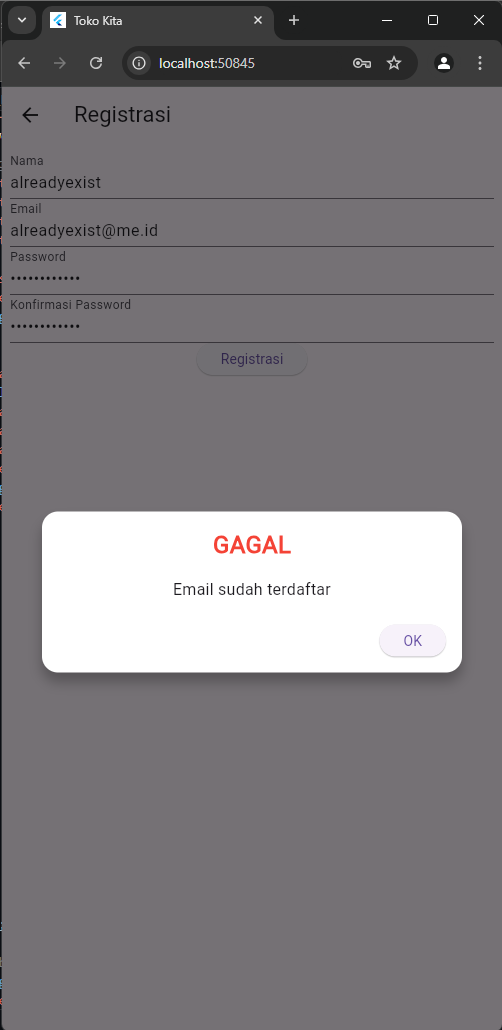 Toko Kita
localhost:50845
Registrasi
Nama
alreadyexist
Email
alreadyexist@me.id
Password
••••••••••••
Konfirmasi Password
••••••••••••
Registrasi
GAGAL
Email sudah terdaftar
OK